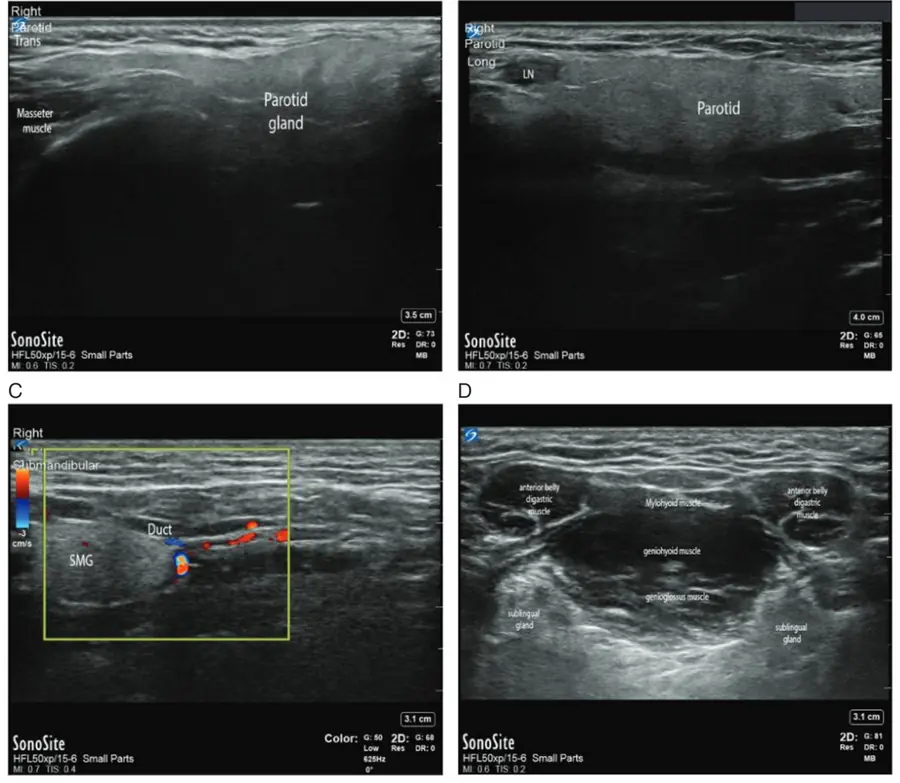 Right
Parotid
Trans
Masseter
muscle
Parotid
gland
3.5 cm
SonoSite
HFL50xp/15-6 Small Parts
MI: 0.6 TIS: 0.2
2D: G: 73
Res DR: 0
MB
Right
Parotid
Long
LN
Parotid
4.0 cm
SonoSite
HFL50xp/15-6 Small Parts
MI: 0.7 TIS: 0.2
2D: G: 65
Res DR: 0
MB
C
Right
Submandibular
-3
cm/s
Duct
SMG
3.1 cm
SonoSite
HFL50xp/15-6 Small Parts
MI: 0.7 TIS: 0.4
Color: G: 50 2D: G: 68
Low Res DR: 0
625Hz
0°
D
anterior belly
digastric
muscle
Mylohyoid muscle
anterior belly
digastric
muscle
geniohyoid muscle
genioglossus muscle
sublingual
gland
sublingual
gland
3.1 cm
SonoSite
HFL50xp/15-6 Small Parts
MI: 0.6 TIS: 0.2
2D: G: 81
Res DR: 0
MB